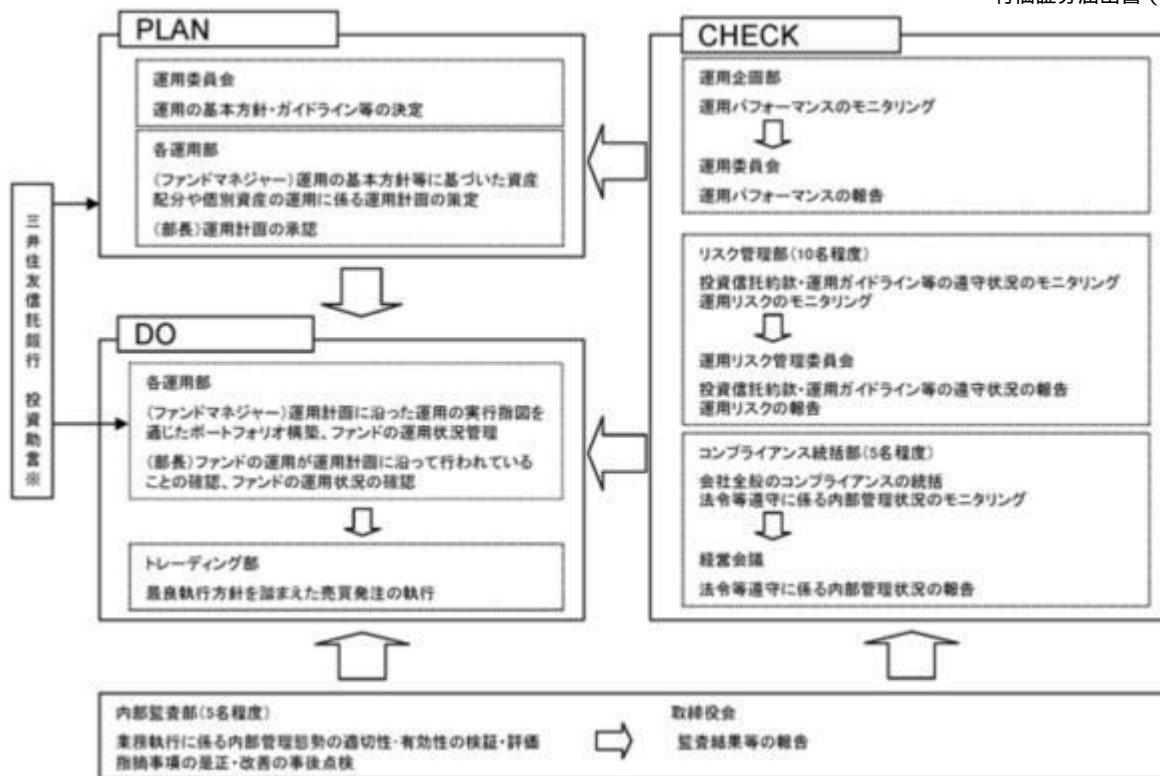 PLAN
運用委員会
運用の基本方針・ガイドライン等の決定
各運用部
(ファンドマネジャー)運用の基本方針等に基づいた資産
配分や個別資産の運用に係る運用計画の策定
(部長)運用計画の承認
三井住友信託銀行 投資助言※
DO
各運用部
(ファンドマネジャー)運用計画に沿った運用の実行指図を
通じたポートフォリオ構築、ファンドの運用状況管理
(部長)ファンドの運用が運用計画に沿って行われている
ことの確認、ファンドの運用状況の確認
トレーディング部
最良執行方針を踏まえた売買発注の執行
CHECK
運用企画部
運用パフォーマンスのモニタリング
運用委員会
運用パフォーマンスの報告
リスク管理部(10名程度)
投資信託約款・運用ガイドライン等の遵守状況のモニタリング
運用リスクのモニタリング
運用リスク管理委員会
投資信託約款・運用ガイドライン等の遵守状況の報告
運用リスクの報告
コンプライアンス統括部(5名程度)
会社全般のコンプライアンスの統括
法令等遵守に係る内部管理状況のモニタリング
経営会議
法令等遵守に係る内部管理状況の報告
内部監査部(5名程度)
業務執行に係る内部管理態勢の適切性・有効性の検証・評価
指摘事項の是正・改善の事後点検
取締役会
監査結果等の報告